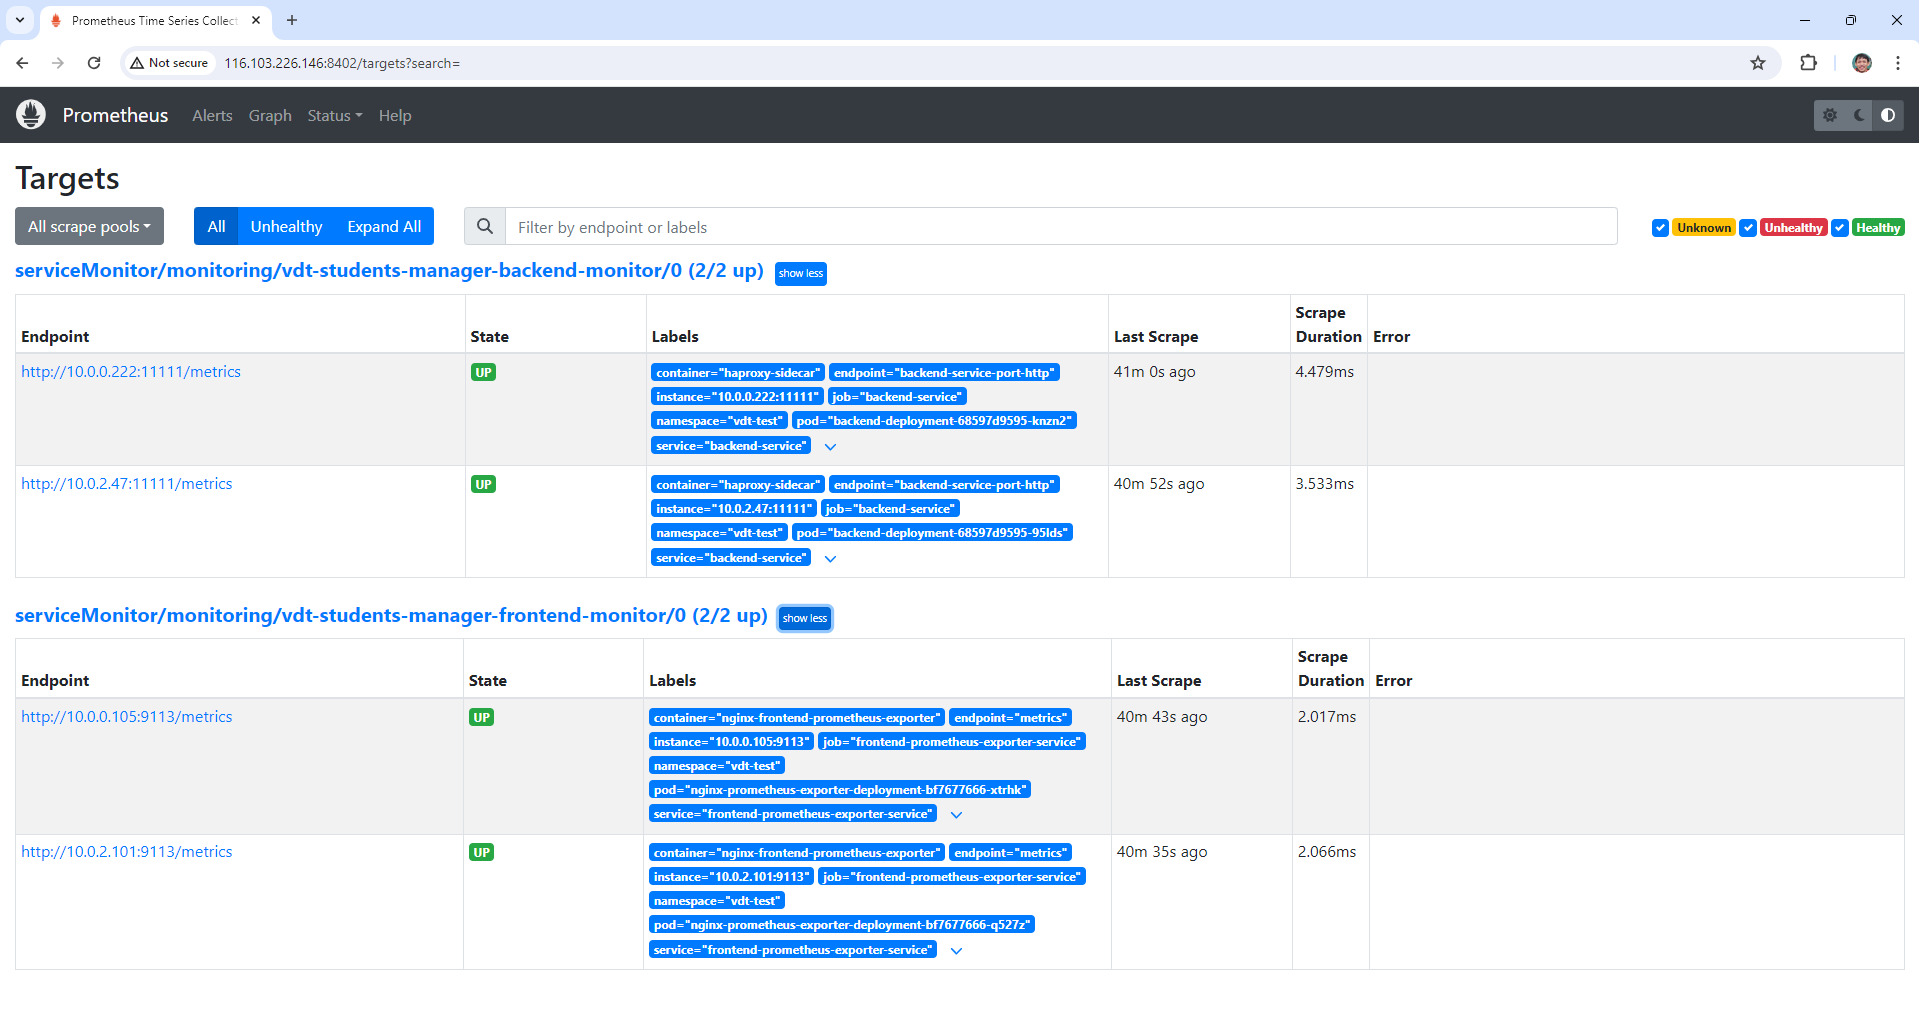 Prometheus Time Series Collect
Not secure
116.103.226.146:8402/targets?search=
Prometheus Alerts Graph Status Help
Targets
All scrape pools
All Unhealthy Expand All
Filter by endpoint or labels
Unknown Unhealthy Healthy
serviceMonitor/monitoring/vdt-students-manager-backend-monitor/0 (2/2 up) show less
Endpoint State Labels Last Scrape Scrape Duration Error
http://10.0.0.222:11111/metrics UP container="haproxy-sidecar" endpoint="backend-service-port-http" 41m 0s ago 4.479ms
instance="10.0.0.222:11111" job="backend-service"
namespace="vdt-test" pod="backend-deployment-68597d9595-knzn2"
service="backend-service"
http://10.0.2.47:11111/metrics UP container="haproxy-sidecar" endpoint="backend-service-port-http" 40m 52s ago 3.533ms
instance="10.0.2.47:11111" job="backend-service"
namespace="vdt-test" pod="backend-deployment-68597d9595-95lds"
service="backend-service"
serviceMonitor/monitoring/vdt-students-manager-frontend-monitor/0 (2/2 up) show less
Endpoint State Labels Last Scrape Scrape Duration Error
http://10.0.0.105:9113/metrics UP container="nginx-frontend-prometheus-exporter" endpoint="metrics" 40m 43s ago 2.017ms
instance="10.0.0.105:9113" job="frontend-prometheus-exporter-service"
namespace="vdt-test"
pod="nginx-prometheus-exporter-deployment-bf7677666-xtrhk"
service="frontend-prometheus-exporter-service"
http://10.0.2.101:9113/metrics UP container="nginx-frontend-prometheus-exporter" endpoint="metrics" 40m 35s ago 2.066ms
instance="10.0.2.101:9113" job="frontend-prometheus-exporter-service"
namespace="vdt-test"
pod="nginx-prometheus-exporter-deployment-bf7677666-q527z"
service="frontend-prometheus-exporter-service"